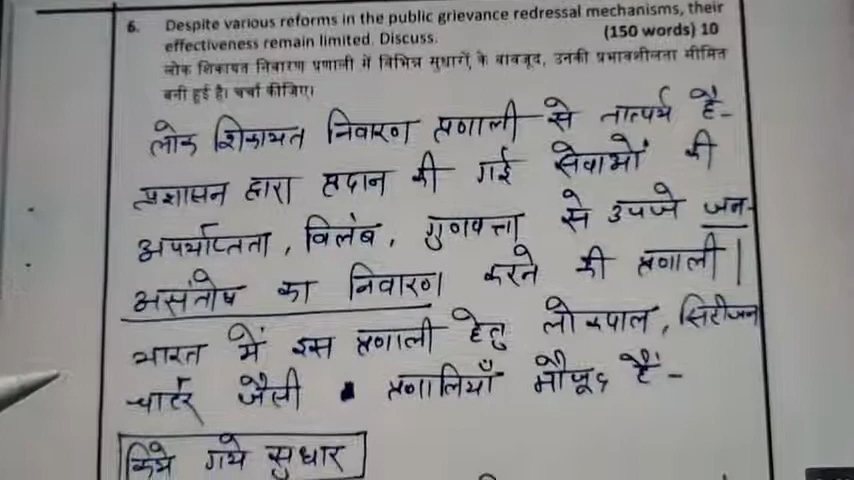 6. Despite various reforms in the public grievance redressal mechanisms, their
effectiveness remain limited. Discuss. (150 words) 10
लोक शिकायत निवारण प्रणाली में विभिन्न सुधारों के बावजूद, उनकी प्रभावशीलता सीमित
बनी हुई है। चर्चा कीजिए।
लोक शिकायत निवारण प्रणाली से तात्पर्य है-
प्रशासन द्वारा प्रदान की गई सेवाओं की
अपर्याप्तता, विलंब, गुणवत्ता से उपजे जन-
असंतोष का निवारण करने की प्रणाली।
भारत में इस प्रणाली हेतु लोकपाल, सिटीजन
चार्टर जैसी प्रणालियाँ मौजूद हैं-
किये गये सुधार